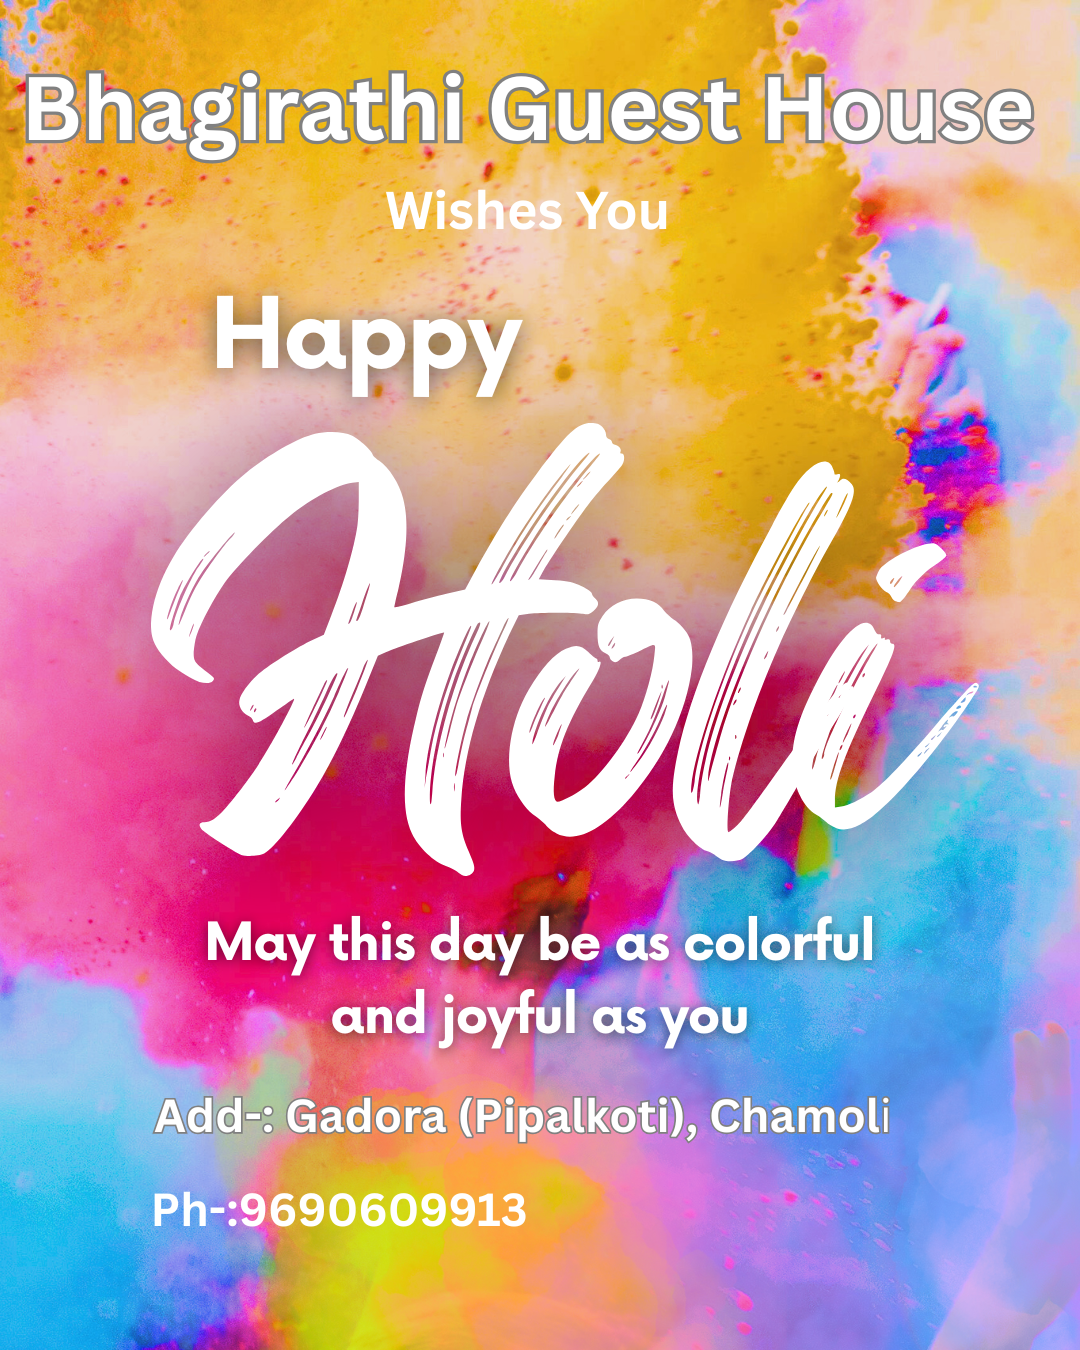 Bhagirathi Guest House
Wishes You
Happy
Holi
May this day be as colorful
and joyful as you
Add-: Gadora (Pipalkoti), Chamoli
Ph-:9690609913